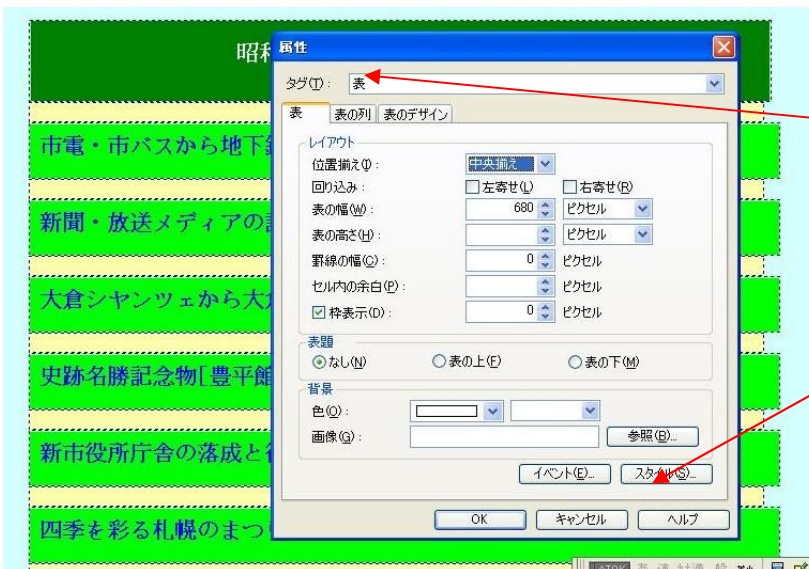 昭和
市電・市バスから地下鉄
新聞・放送メディアの
大倉シャンツェから大倉
史跡名勝記念物[豊平館
新市役所庁舎の落成と
四季を彩る札幌のまつ
属性
タグ(T): 表
表 表の列 表のデザイン
レイアウト
位置揃え(I): 中央揃え
回り込み: 左寄せ(L) 右寄せ(R)
表の幅(W): 680 ピクセル
表の高さ(H): ピクセル
罫線の幅(C): 0 ピクセル
セル内の余白(P): ピクセル
枠表示(D): 0 ピクセル
表題
なし(N) 表の上(E) 表の下(M)
背景
色(O):
画像(G): 参照(B)...
イベント(E)... スタイル(S)...
OK キャンセル ヘルプ